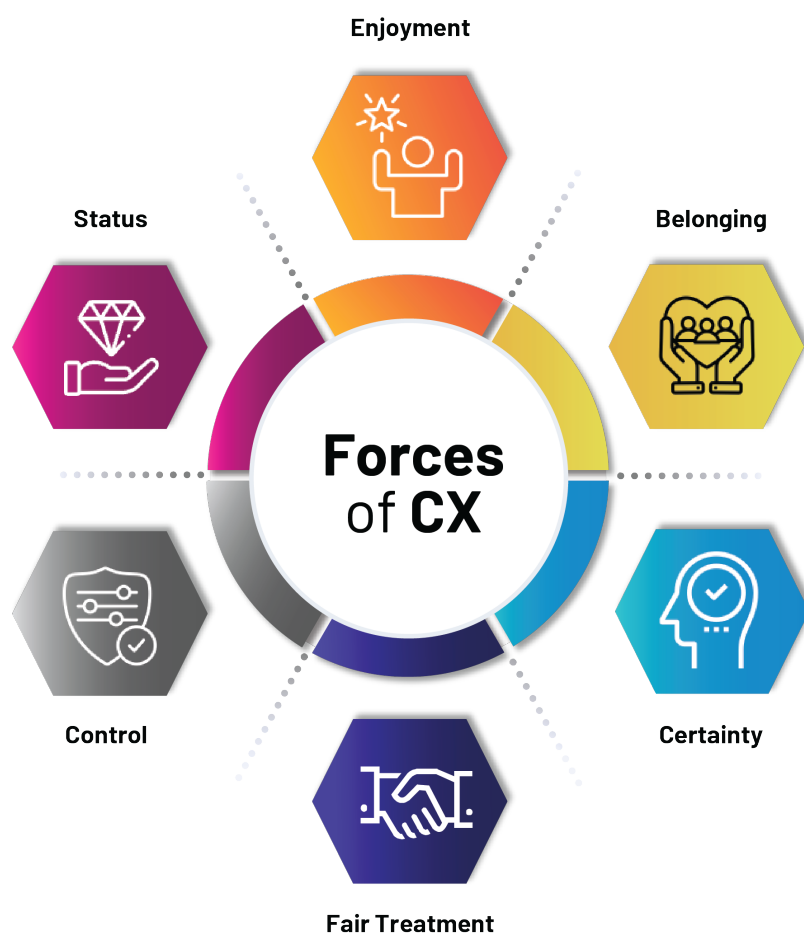 Enjoyment
Status
Belonging
Forces
of CX
Control
Certainty
Fair Treatment